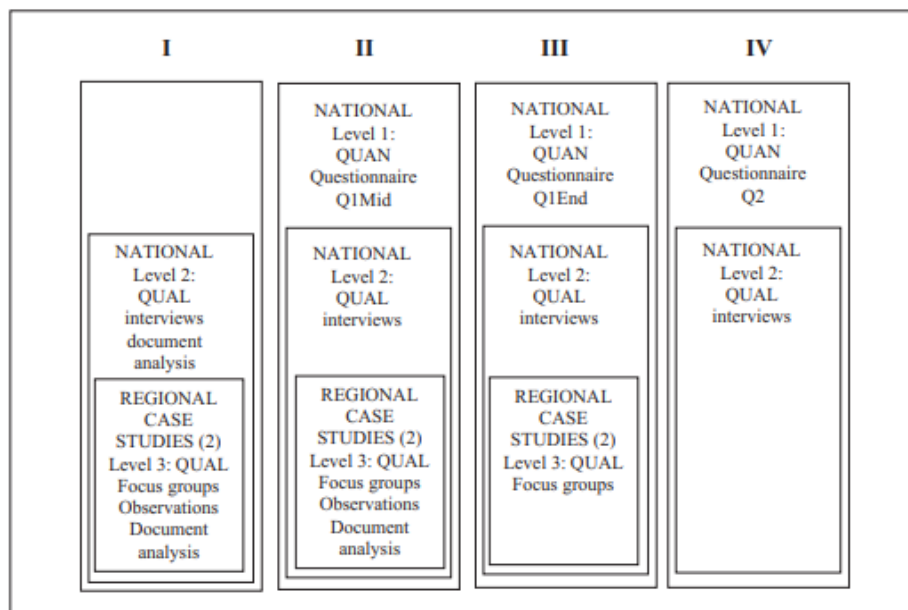 I
II
III
IV
NATIONAL
Level 2:
QUAL
interviews
document
analysis
REGIONAL
CASE
STUDIES (2)
Level 3: QUAL
Focus groups
Observations
Document
analysis
NATIONAL
Level 1:
QUAN
Questionnaire
Q1Mid
NATIONAL
Level 2:
QUAL
interviews
REGIONAL
CASE
STUDIES (2)
Level 3: QUAL
Focus groups
Observations
Document
analysis
NATIONAL
Level 1:
QUAN
Questionnaire
Q1End
NATIONAL
Level 2:
QUAL
interviews
REGIONAL
CASE
STUDIES (2)
Level 3: QUAL
Focus groups
NATIONAL
Level 1:
QUAN
Questionnaire
Q2
NATIONAL
Level 2:
QUAL
interviews